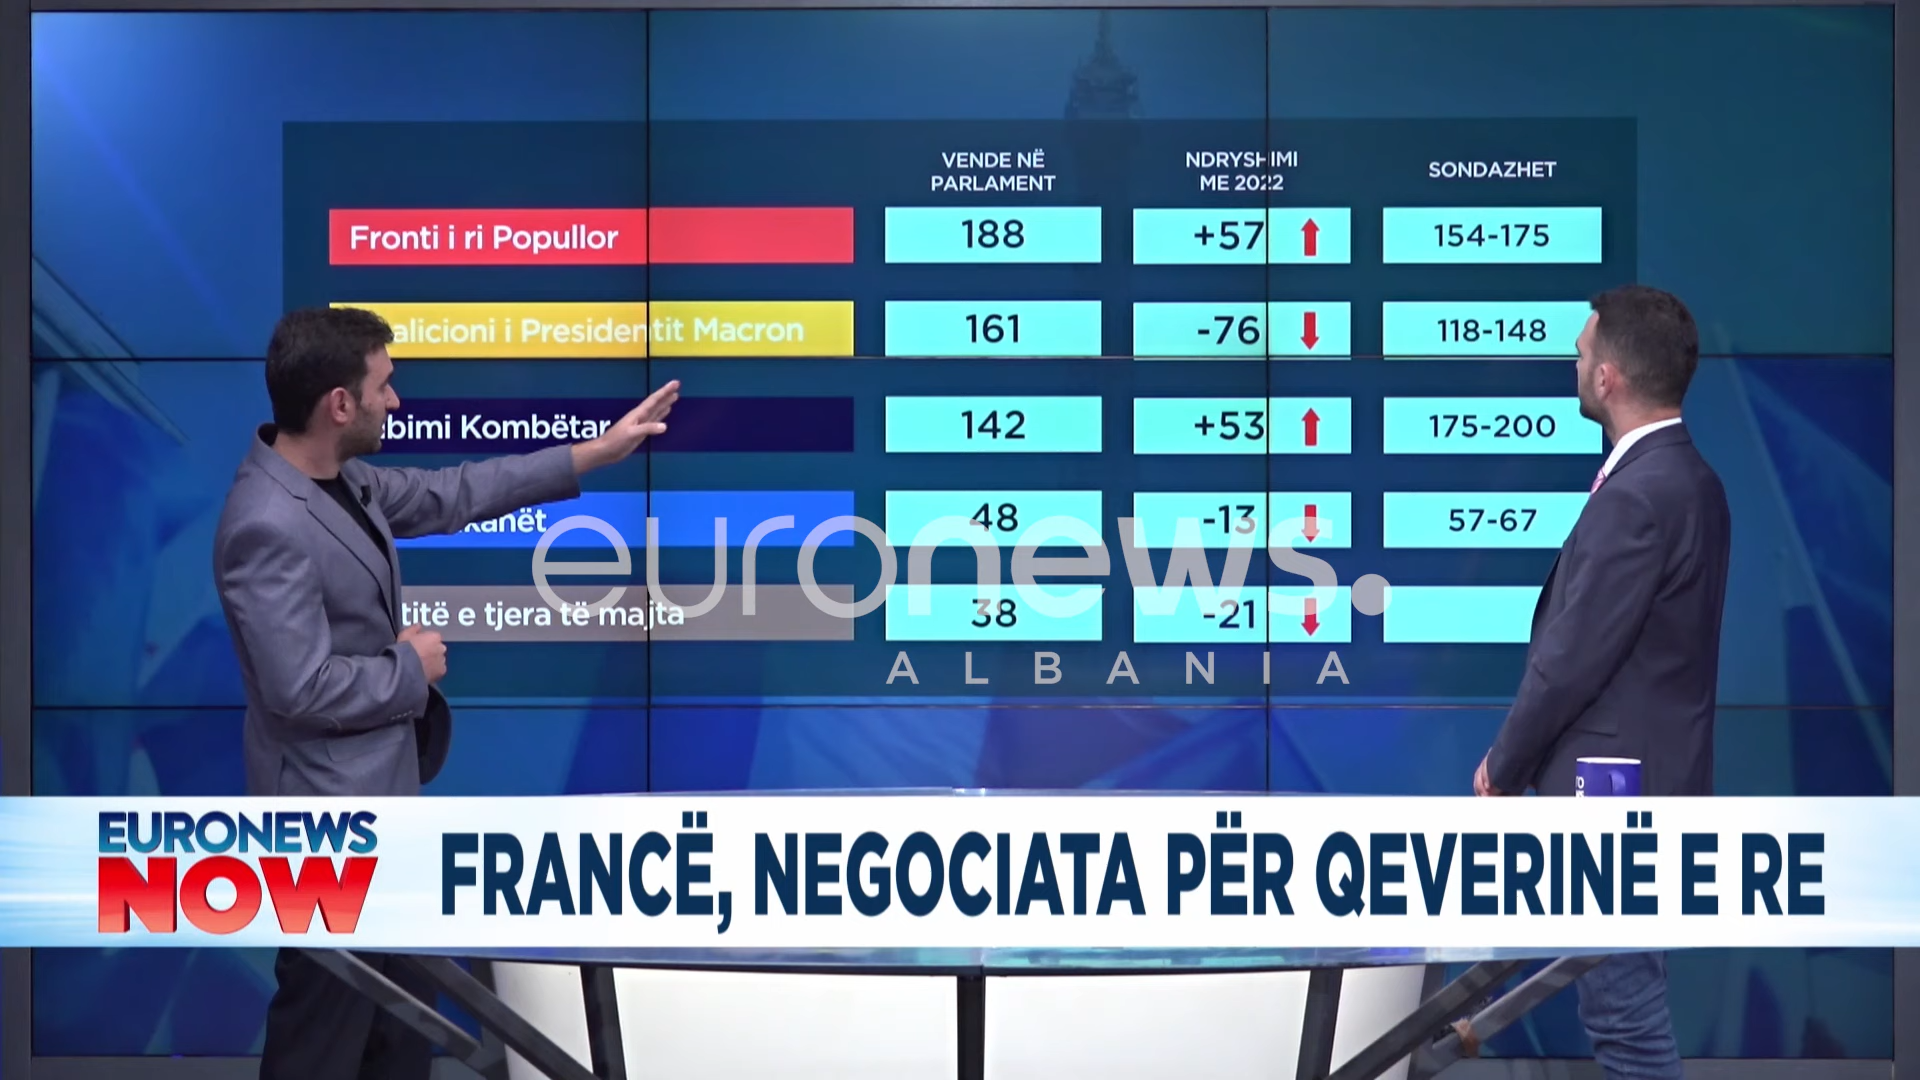 VENDE NË
PARLAMENT
NDRYSHIMI
ME 2022
SONDAZHET
Fronti i ri Popullor
188
+57
154-175
alicioni i Presidentit Macron
161
-76
118-148
bimi Kombëtar
142
+53
175-200
kanët
48
-13
57-67
titë e tjera të majta
38
-21
euronews.
ALBANIA
EURONEWS
NOW
FRANCË, NEGOCIATA PËR QEVERINË E RE